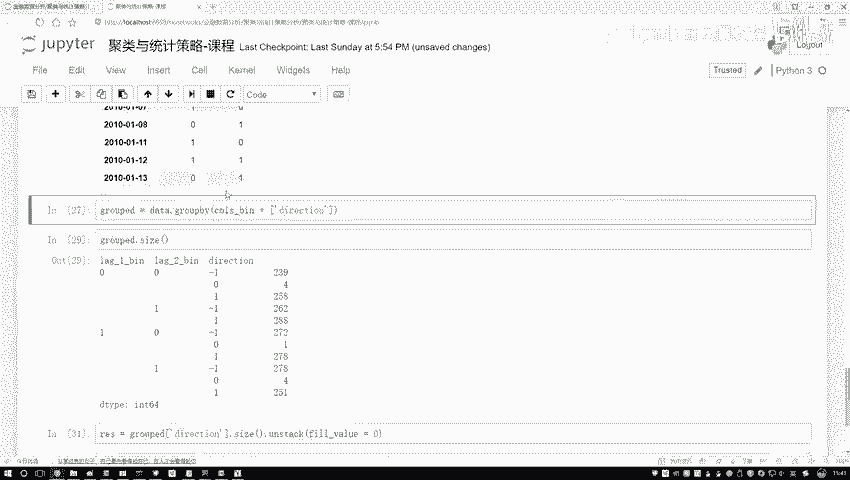 jupyter 聚类与统计策略-课程 Last Checkpoint: Last Sunday at 5:54 PM (unsaved changes)
Logout
File Edit View Insert Cell Kernel Widgets Help
Trusted Python 3
Code
2010-01-07 1 0
2010-01-08 0 1
2010-01-11 1 0
2010-01-12 1 1
2010-01-13 0 1
In [27]: grouped = data.groupby(cols_bin + ['direction'])
In [29]: grouped.size()
Out[29]: lag_1_bin lag_2_bin direction
0 0 -1 239
0 4
1 258
1 -1 262
1 288
1 0 -1 272
0 1
1 278
1 -1 278
0 4
1 251
dtype: int64
In [31]: res = grouped['direction'].size().unstack(fill_value = 0)